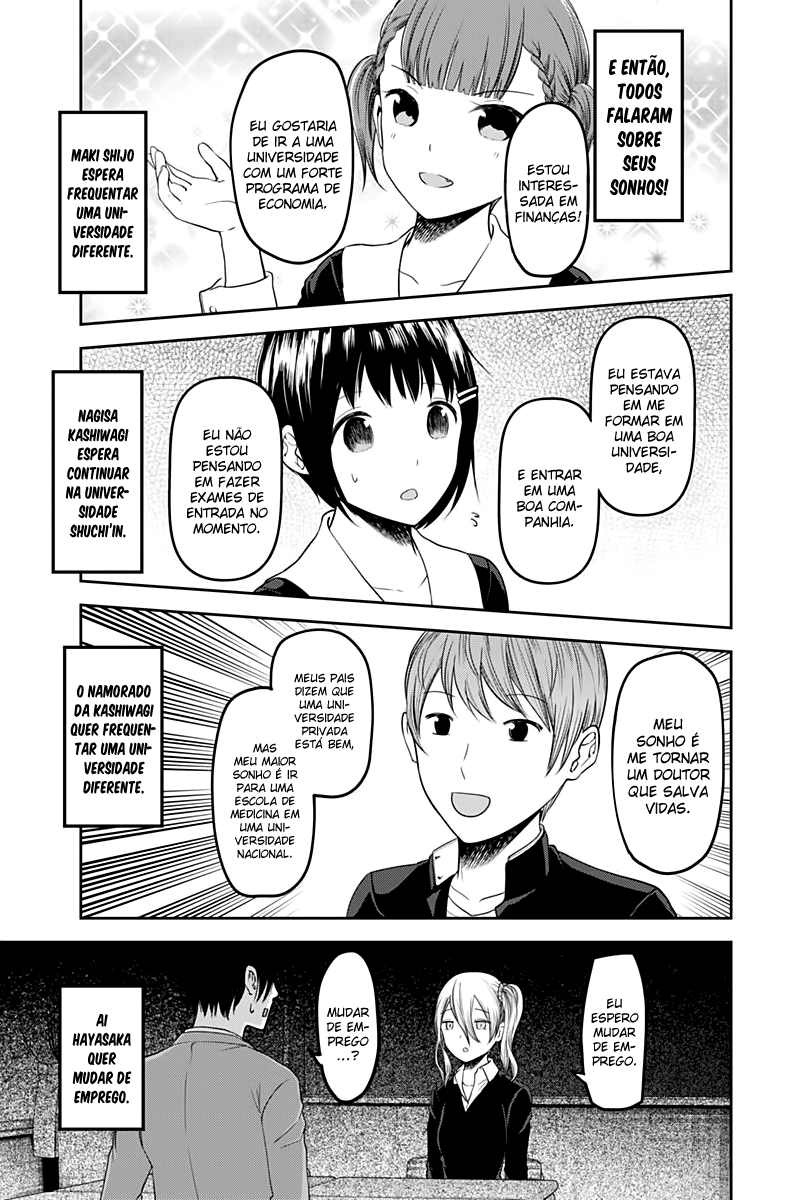 E ENTÃO,
TODOS
FALARAM
SOBRE
SEUS
SONHOS!
ESTOU
INTERES-
SADA EM
FINANÇAS!
EU GOSTARIA
DE IR A UMA
UNIVERSIDADE
COM UM FORTE
PROGRAMA DE
ECONOMIA.
MAKI SHIJO
ESPERA
FREQUENTAR
UMA UNI-
VERSIDADE
DIFERENTE.
EU ESTAVA
PENSANDO
EM ME
FORMAR EM
UMA BOA
UNIVERSI-
DADE,
E ENTRAR
EM UMA
BOA COM-
PANHIA.
EU NÃO
ESTOU
PENSANDO
EM FAZER
EXAMES DE
ENTRADA NO
MOMENTO.
NAGISA
KASHIWAGI
ESPERA
CONTINUAR
NA UNIVER-
SIDADE
SHUCHI'IN.
MEU
SONHO É
ME TORNAR
UM DOUTOR
QUE SALVA
VIDAS.
MEUS PAIS
DIZEM QUE
UMA UNI-
VERSIDADE
PRIVADA
ESTÁ BEM,
MAS
MEU MAIOR
SONHO É IR
PARA UMA
ESCOLA DE
MEDICINA EM
UMA UNI-
VERSIDADE
NACIONAL.
O NAMORADO
DA KASHIWAGI
QUER FREQUEN-
TAR UMA UNI-
VERSIDADE
DIFERENTE.
EU
ESPERO
MUDAR
DE EM-
PREGO.
MUDAR
DE EM-
PREGO
...?
AI
HAYASAKA
QUER
MUDAR DE
EMPREGO.